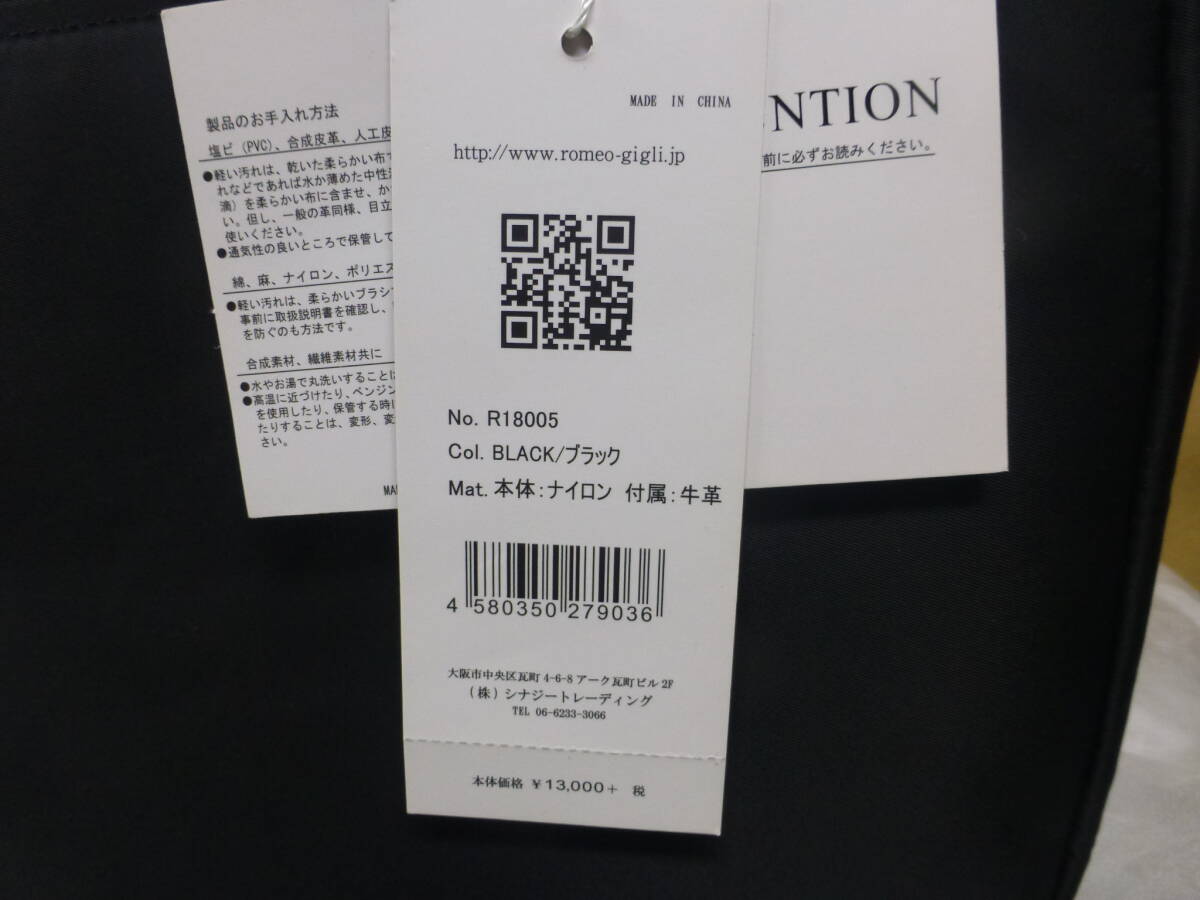 製品のお手入れ方法
塩ビ (PVC)、合成皮革、人工皮
●軽い汚れは、乾いた柔らかい布で
れなどであれば水か薄めた中性
滴) を柔らかい布に含ませ、か
い。但し、一般の革同様、目立
使いください。
●通気性の良いところで保管して
綿、麻、ナイロン、ポリエス
●軽い汚れは、柔らかいブラシ
事前に取扱説明書を確認し、
を防ぐのも方法です。
合成素材、繊維素材共に
●水やお湯で丸洗いすることは
●高温に近づけたり、ベンジン
を使用したり、保管する時に
たりすることは、変形、変
さい。
MA
MADE IN CHINA
http://www.romeo-gigli.jp
No. R18005
Col. BLACK/ブラック
Mat. 本体:ナイロン 付属:牛革
4 580350 279036
大阪市中央区瓦町 4-6-8 アーク瓦町ビル 2F
(株) シナジートレーディング
TEL 06-6233-3066
本体価格 ¥13,000+ 税
NTION
前に必ずお読みください。